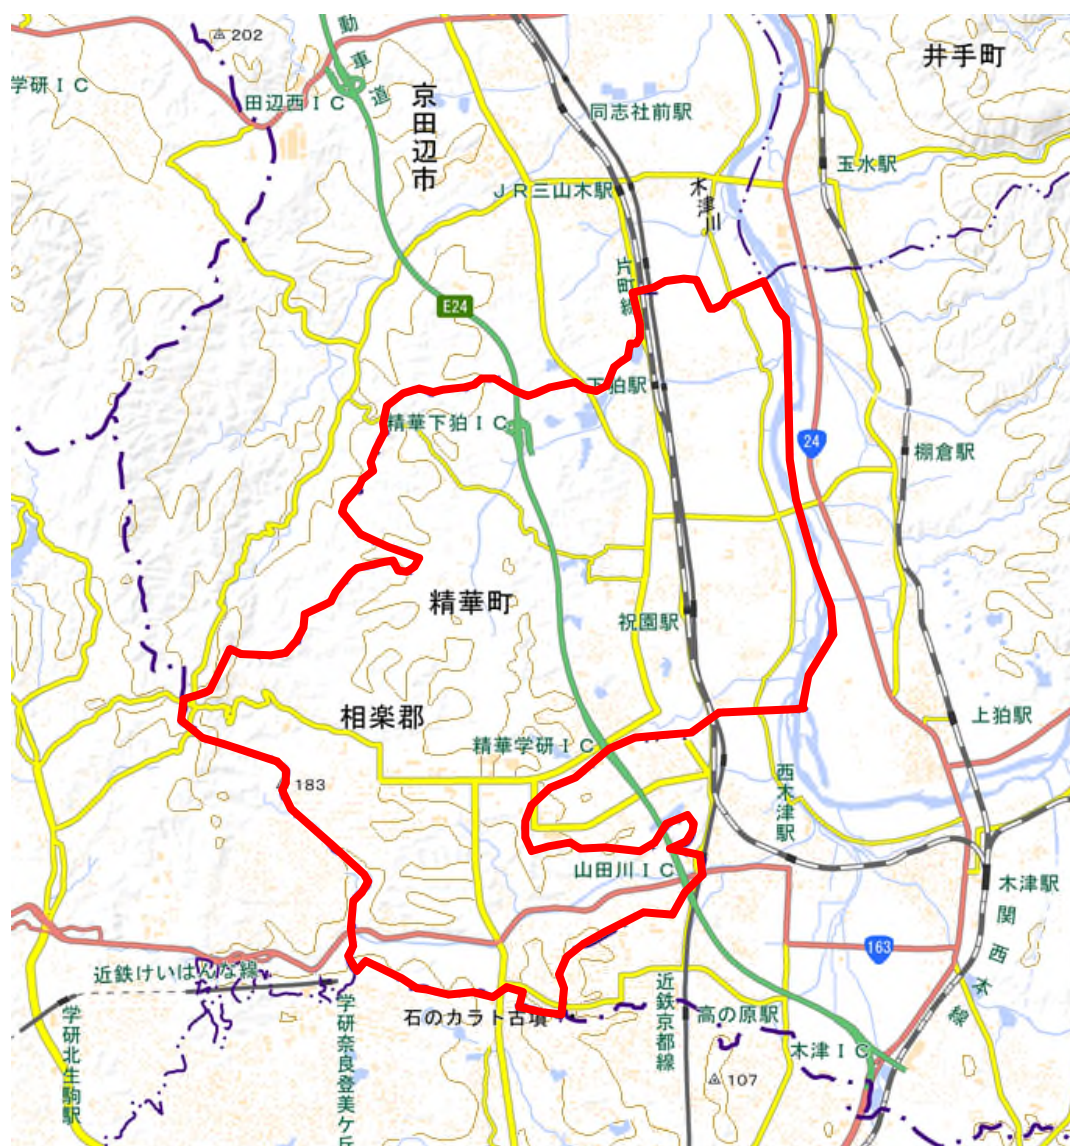 202
動車道
井手町
学研ＩＣ
田辺西ＩＣ
京田辺市
同志社前駅
玉水駅
ＪＲ三山木駅
木津川
片町線
E24
下狛駅
精華下狛ＩＣ
24
棚倉駅
精華町
祝園駅
相楽郡
上狛駅
精華学研ＩＣ
183
西木津駅
山田川ＩＣ
木津駅
関西本線
163
近鉄けいはんな線
学研北生駒駅
学研奈良登美ケ丘
石のカラト古墳
近鉄京都線
高の原駅
木津ＩＣ
107